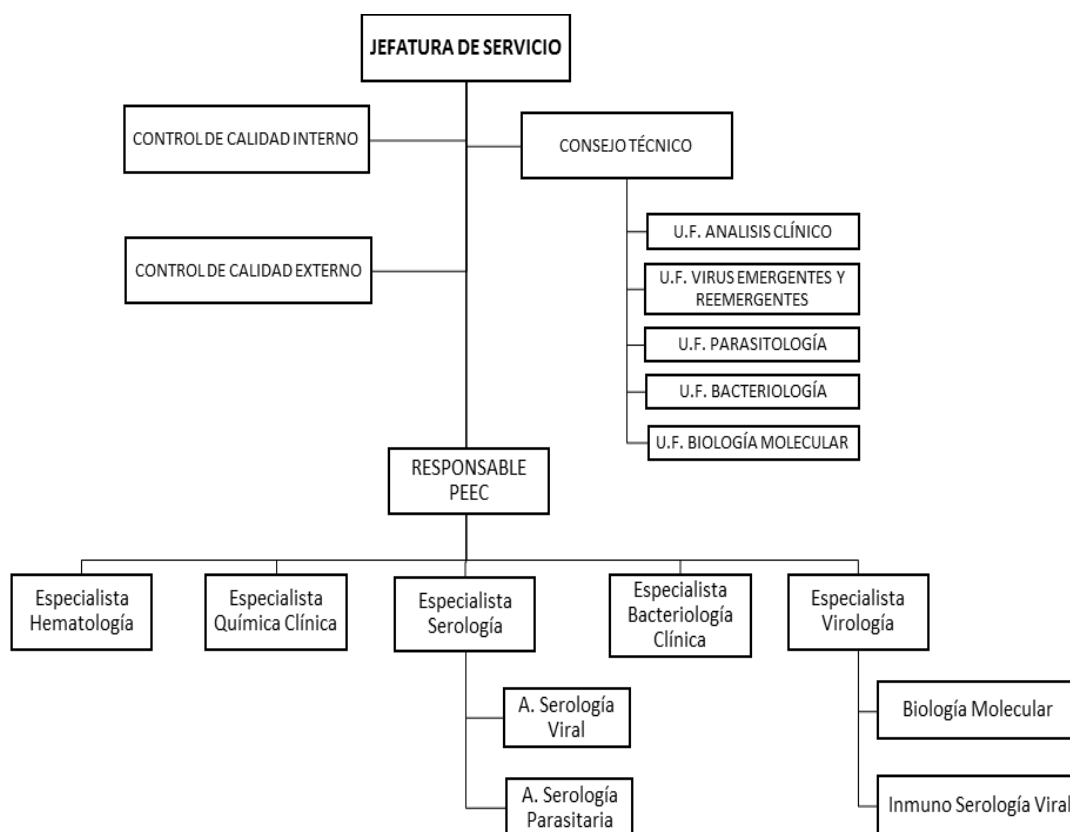 JEFATURA DE SERVICIO
CONTROL DE CALIDAD INTERNO
CONSEJO TÉCNICO
U.F. ANALISIS CLÍNICO
CONTROL DE CALIDAD EXTERNO
U.F. VIRUS EMERGENTES Y
REEMERGENTES
U.F. PARASITOLOGÍA
U.F. BACTERIOLOGÍA
U.F. BIOLOGÍA MOLECULAR
RESPONSABLE
PEEC
Especialista
Hematología
Especialista
Química Clínica
Especialista
Serología
Especialista
Bacteriología
Clínica
Especialista
Virología
A. Serología
Viral
A. Serología
Parasitaria
Biología Molecular
Inmuno Serología Viral